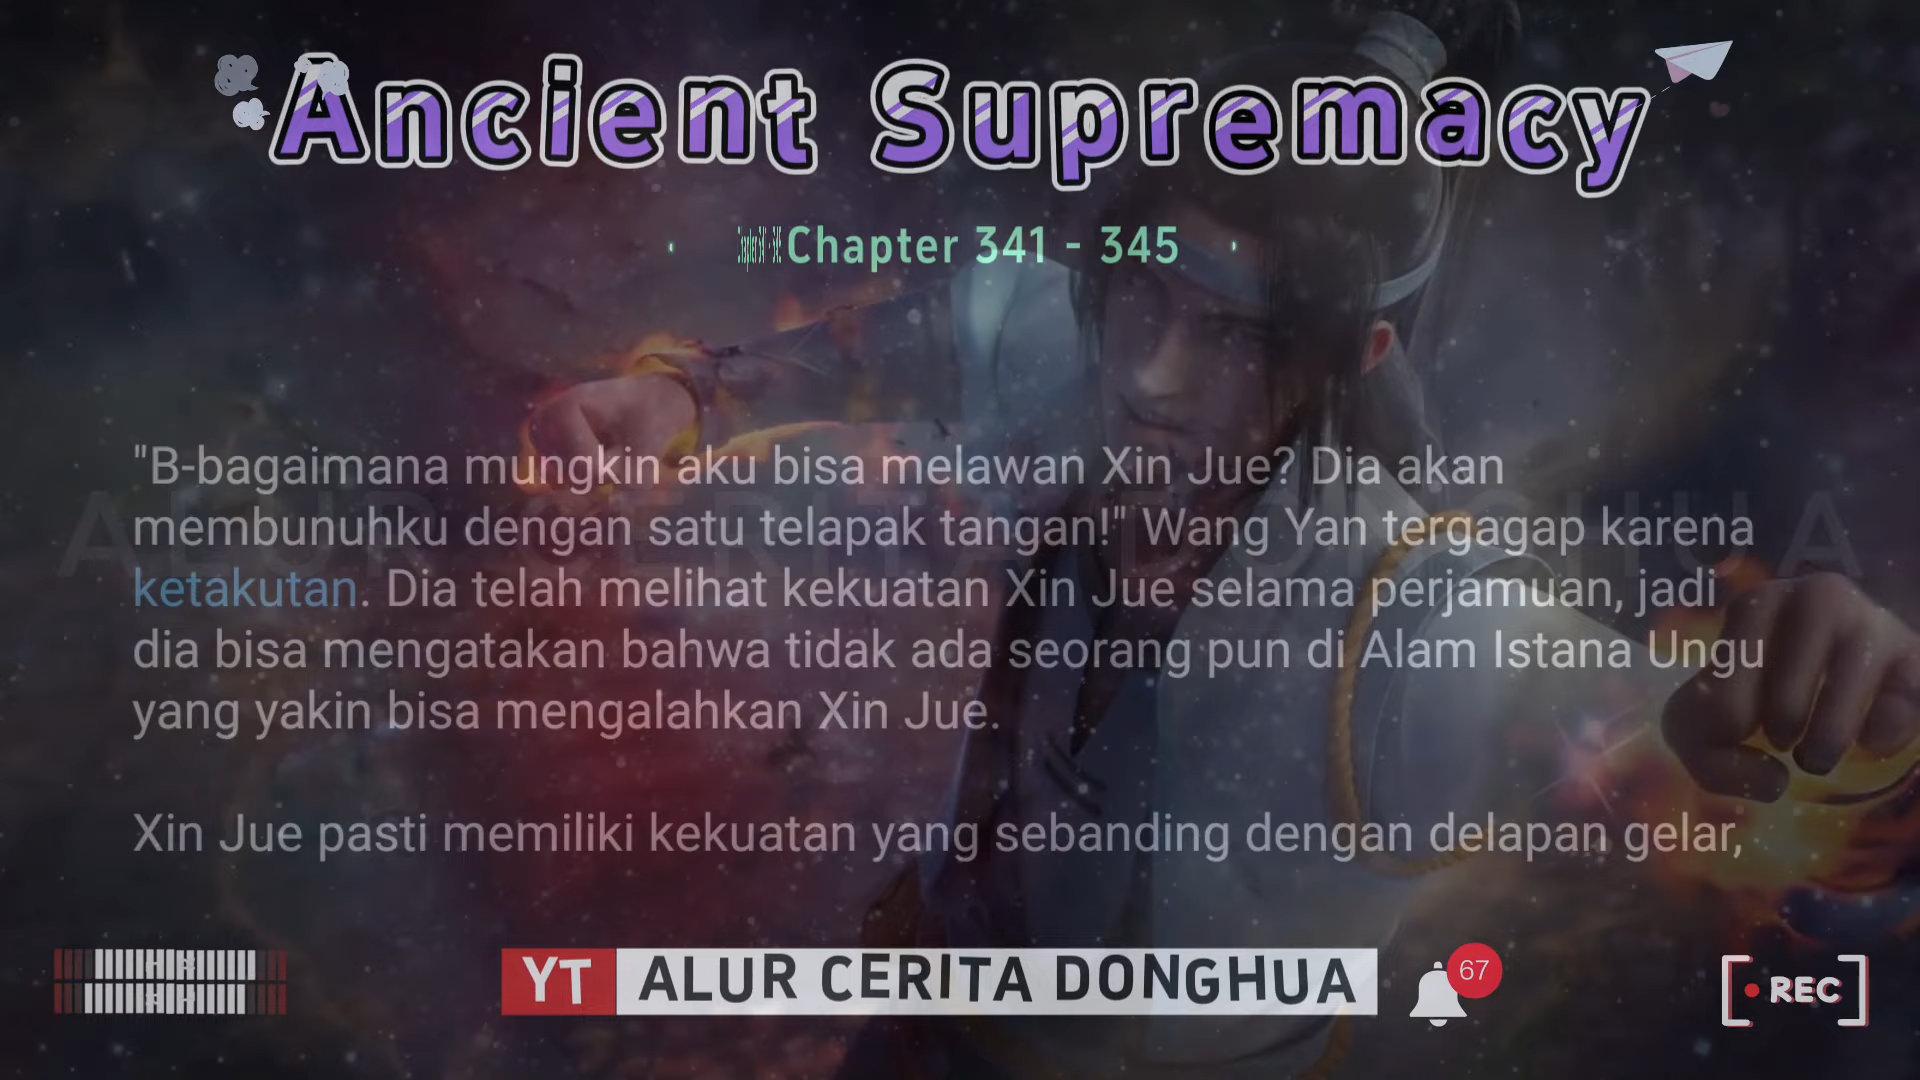 Ancient Supremacy
Chapter 341 - 345
"B-bagaimana mungkin aku bisa melawan Xin Jue? Dia akan
membunuhku dengan satu telapak tangan!" Wang Yan tergagap karena
ketakutan. Dia telah melihat kekuatan Xin Jue selama perjamuan, jadi
dia bisa mengatakan bahwa tidak ada seorang pun di Alam Istana Ungu
yang yakin bisa mengalahkan Xin Jue.
Xin Jue pasti memiliki kekuatan yang sebanding dengan delapan gelar,
ALUR CERITA DONGHUA
YT ALUR CERITA DONGHUA
67
REC